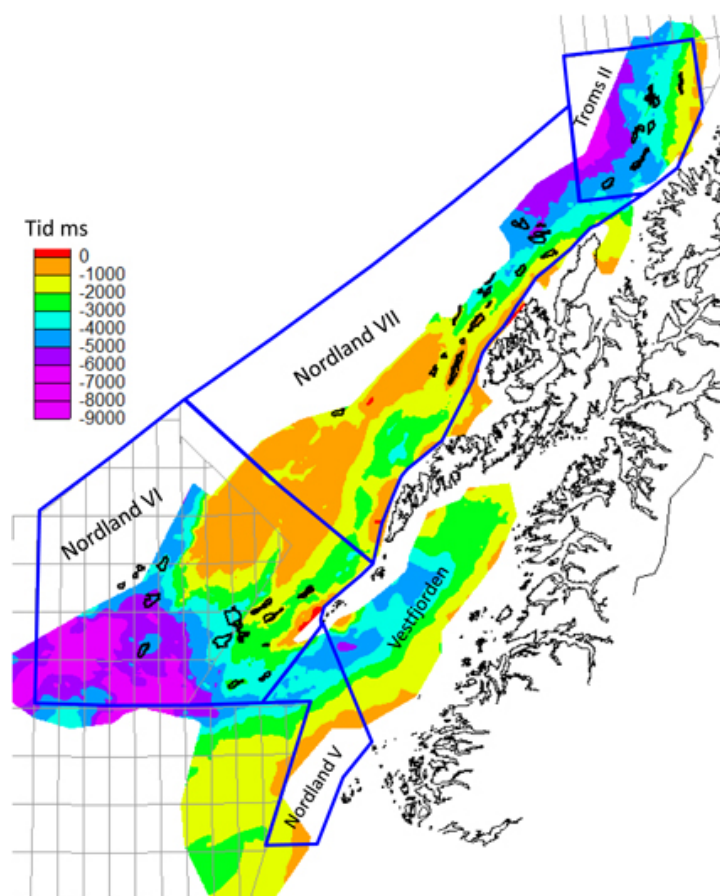 Troms II
Tid ms
0
-1000
-2000
-3000
-4000
-5000
-6000
-7000
-8000
-9000
Nordland VII
Nordland VI
Vestfjorden
Nordland V